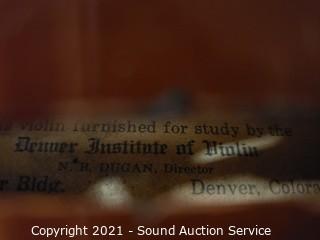 violin furnished for study by the
Denver Institute of Violin
N. R. DUGAN, Director
Bldg. Denver,
Copyright 2021 - Sound Auction Service